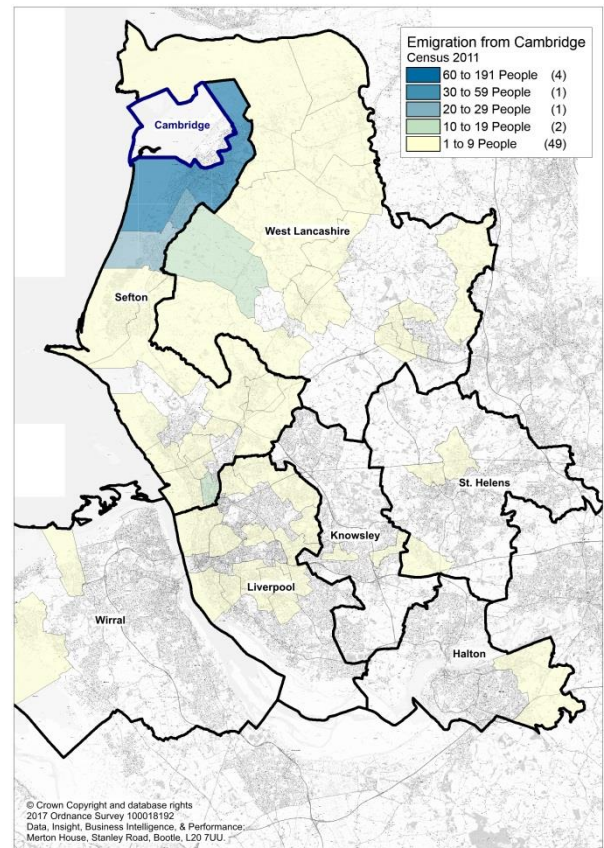 Emigration from Cambridge
Census 2011
60 to 191 People (4)
30 to 59 People (1)
20 to 29 People (1)
10 to 19 People (2)
1 to 9 People (49)
Cambridge
West Lancashire
Sefton
St. Helens
Knowsley
Liverpool
Wirral
Halton
© Crown Copyright and database rights
2017 Ordnance Survey 100018192
Data, Insight, Business Intelligence, & Performance:
Merton House, Stanley Road, Bootle, L20 7UU.